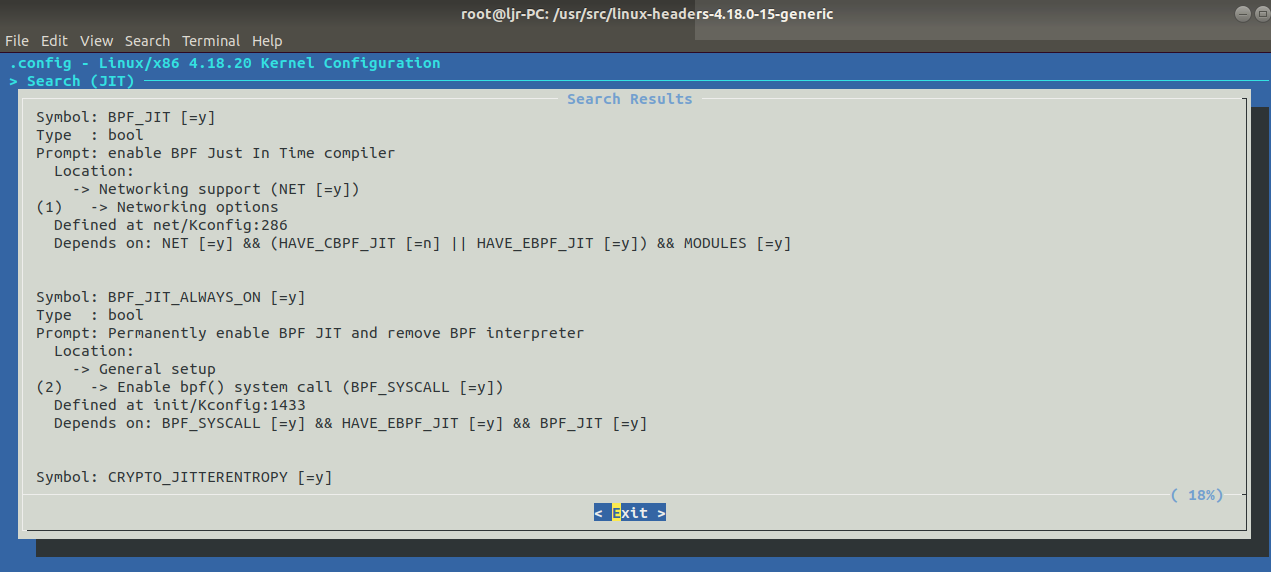 root@ljr-PC: /usr/src/linux-headers-4.18.0-15-generic
File Edit View Search Terminal Help
.config - Linux/x86 4.18.20 Kernel Configuration
> Search (JIT)
Search Results
Symbol: BPF_JIT [=y]
Type  : bool
Prompt: enable BPF Just In Time compiler
  Location:
    -> Networking support (NET [=y])
(1)   -> Networking options
  Defined at net/Kconfig:286
  Depends on: NET [=y] && (HAVE_CBPF_JIT [=n] || HAVE_EBPF_JIT [=y]) && MODULES [=y]
Symbol: BPF_JIT_ALWAYS_ON [=y]
Type  : bool
Prompt: Permanently enable BPF JIT and remove BPF interpreter
  Location:
    -> General setup
(2)   -> Enable bpf() system call (BPF_SYSCALL [=y])
  Defined at init/Kconfig:1433
  Depends on: BPF_SYSCALL [=y] && HAVE_EBPF_JIT [=y] && BPF_JIT [=y]
Symbol: CRYPTO_JITTERENTROPY [=y]
( 18%)
< Exit >